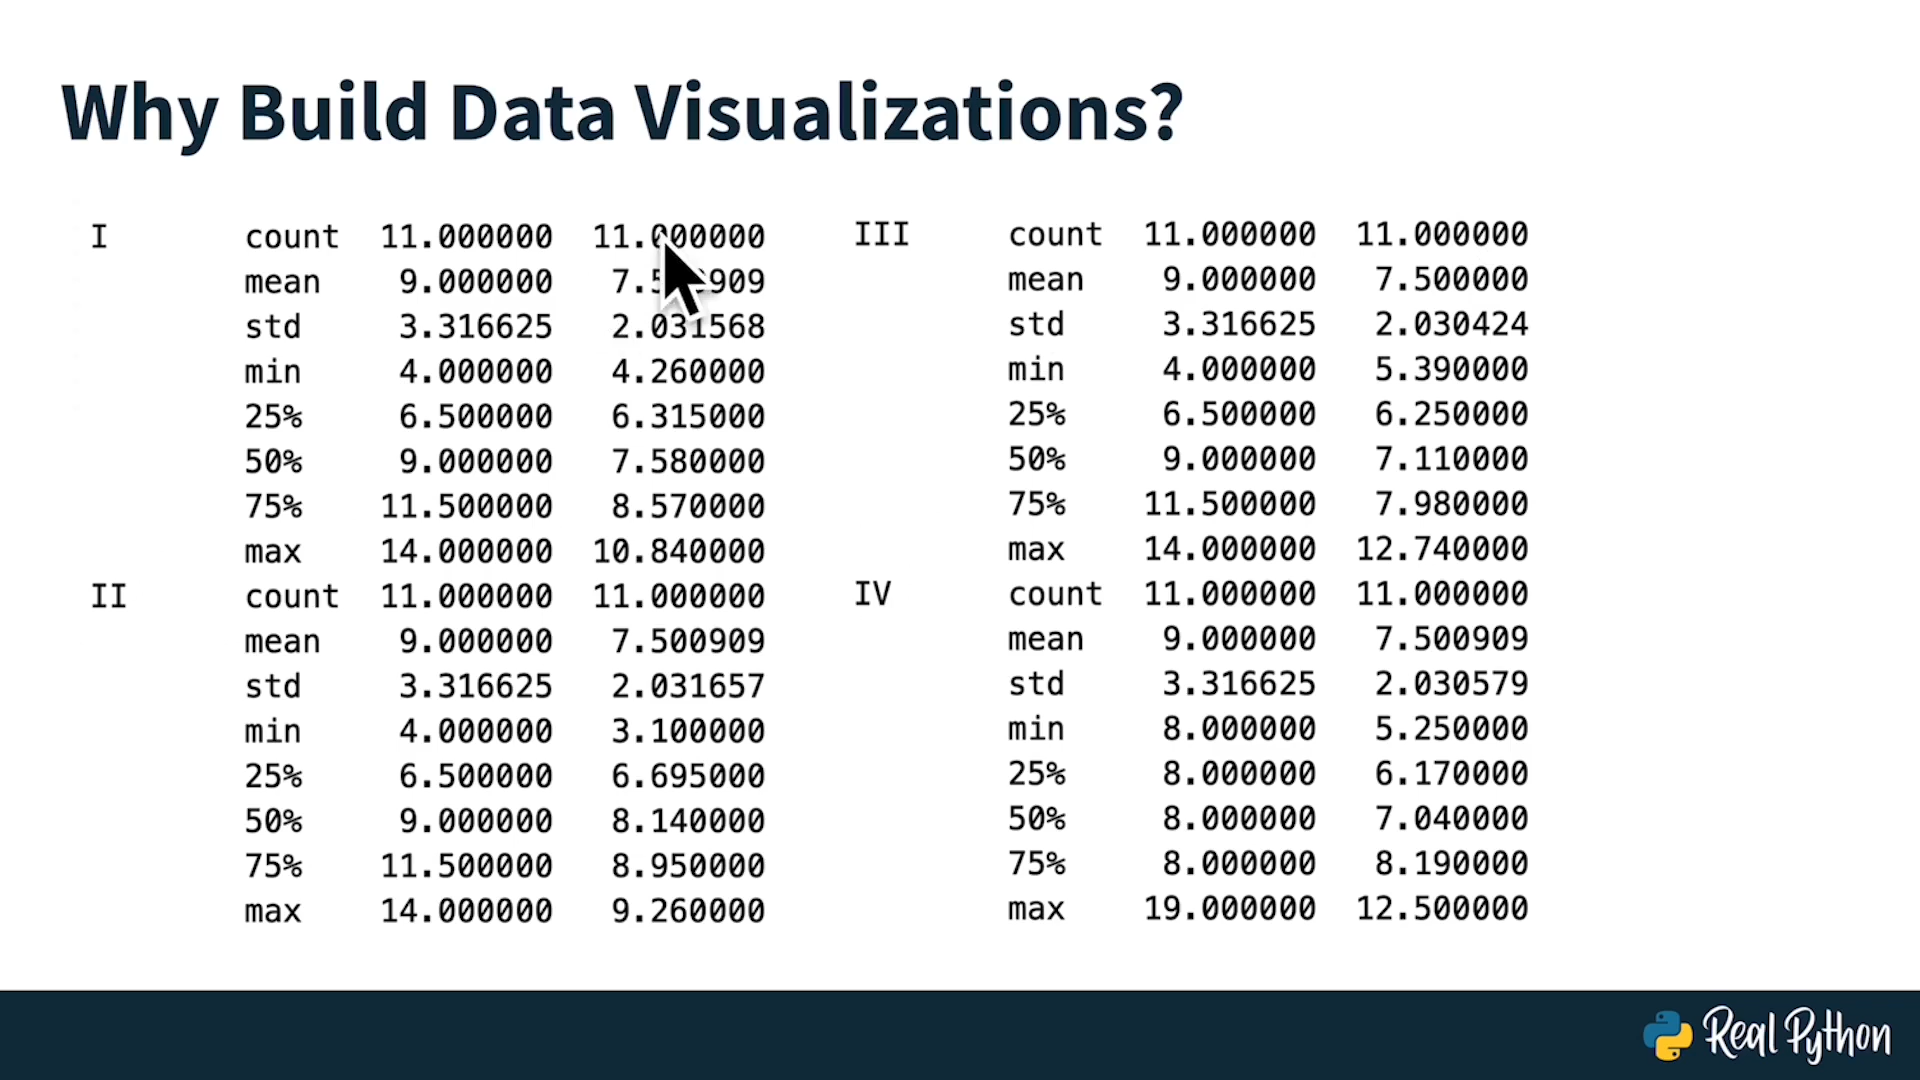 Why Build Data Visualizations?
I count 11.000000 11.000000
mean 9.000000
std 3.316625 2.031568
min 4.000000 4.260000
25% 6.500000 6.315000
50% 9.000000 7.580000
75% 11.500000 8.570000
max 14.000000 10.840000
II count 11.000000 11.000000
mean 9.000000 7.500909
std 3.316625 2.031657
min 4.000000 3.100000
25% 6.500000 6.695000
50% 9.000000 8.140000
75% 11.500000 8.950000
max 14.000000 9.260000
III count 11.000000 11.000000
mean 9.000000 7.500000
std 3.316625 2.030424
min 4.000000 5.390000
25% 6.500000 6.250000
50% 9.000000 7.110000
75% 11.500000 7.980000
max 14.000000 12.740000
IV count 11.000000 11.000000
mean 9.000000 7.500909
std 3.316625 2.030579
min 8.000000 5.250000
25% 8.000000 6.170000
50% 8.000000 7.040000
75% 8.000000 8.190000
max 19.000000 12.500000
Real Python